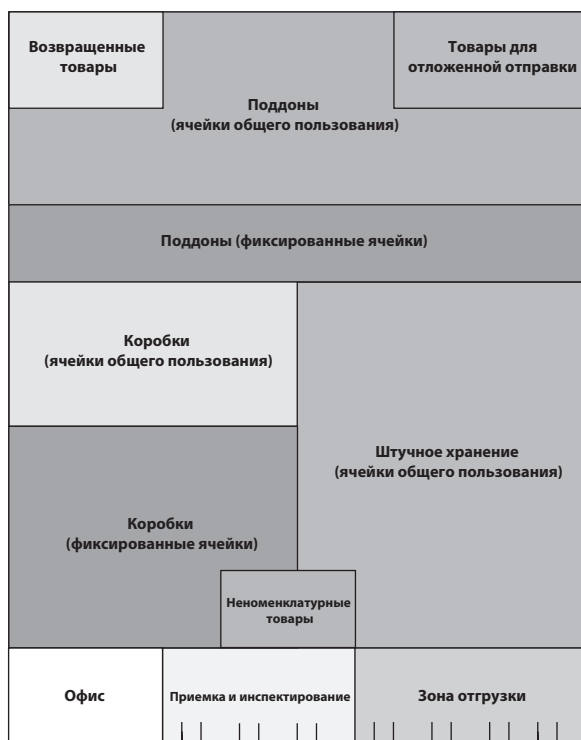 Возвращенные
товары
Товары для
отложенной отправки
Поддоны
(ячейки общего пользования)
Поддоны (фиксированные ячейки)
Коробки
(ячейки общего пользования)
Штучное хранение
(ячейки общего пользования)
Коробки
(фиксированные ячейки)
Неноменклатурные
товары
Офис
Приемка и инспектирование
Зона отгрузки